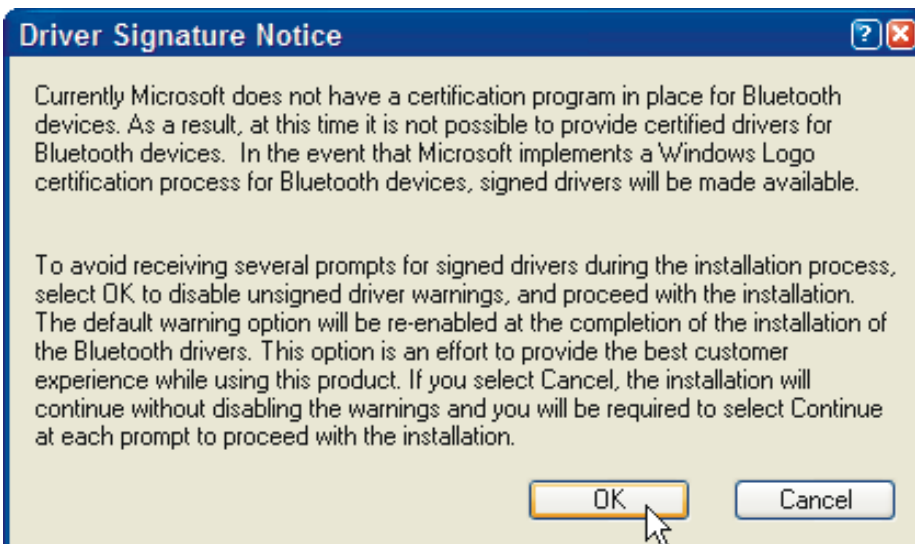 Driver Signature Notice
Currently Microsoft does not have a certification program in place for Bluetooth
devices. As a result, at this time it is not possible to provide certified drivers for
Bluetooth devices.  In the event that Microsoft implements a Windows Logo
certification process for Bluetooth devices, signed drivers will be made available.
To avoid receiving several prompts for signed drivers during the installation process,
select OK to disable unsigned driver warnings, and proceed with the installation.
The default warning option will be re-enabled at the completion of the installation of
the Bluetooth drivers. This option is an effort to provide the best customer
experience while using this product. If you select Cancel, the installation will
continue without disabling the warnings and you will be required to select Continue
at each prompt to proceed with the installation.
OK Cancel